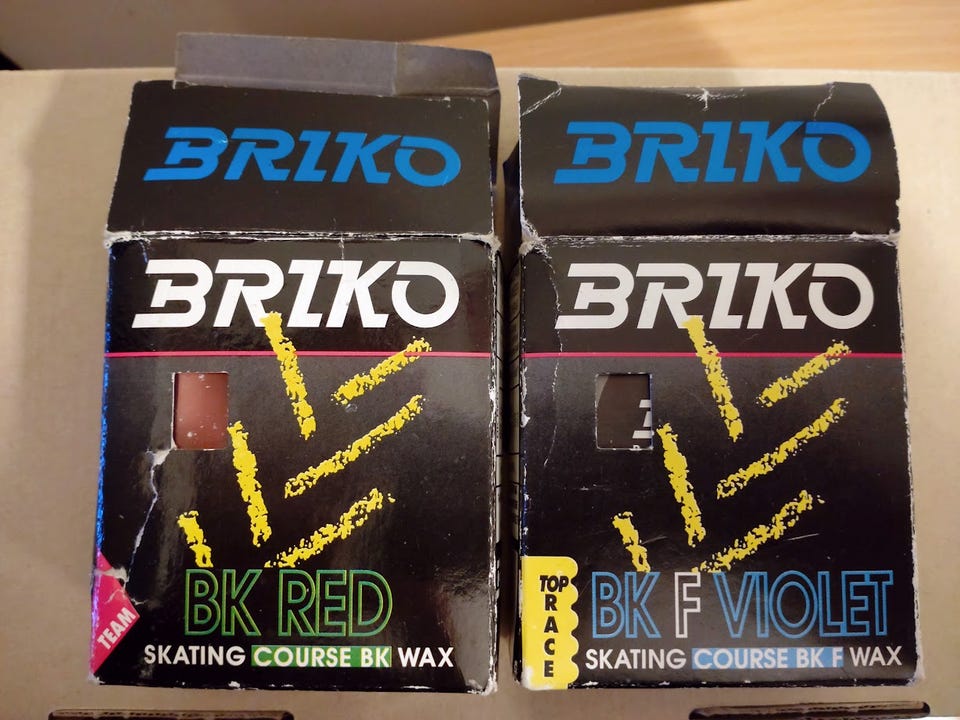 BRIKO
BRIKO
TEAM
BK RED
SKATING COURSE BK WAX
BRIKO
BRIKO
TOP
RACE
BK F VIOLET
SKATING COURSE BK F WAX